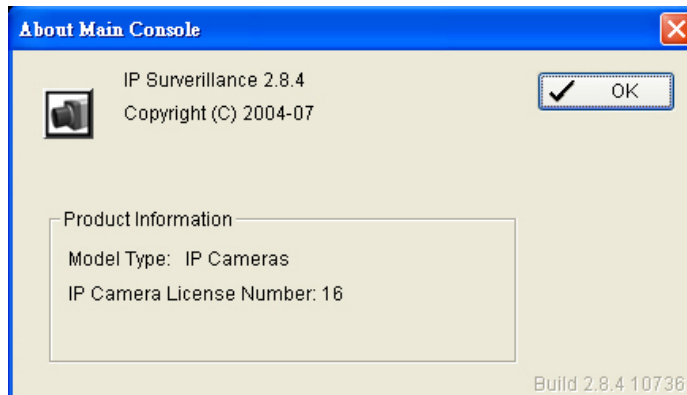 About Main Console
IP Surverillance 2.8.4
Copyright (C) 2004-07
OK
Product Information
Model Type: IP Cameras
IP Camera License Number: 16
Build 2.8.4 10736